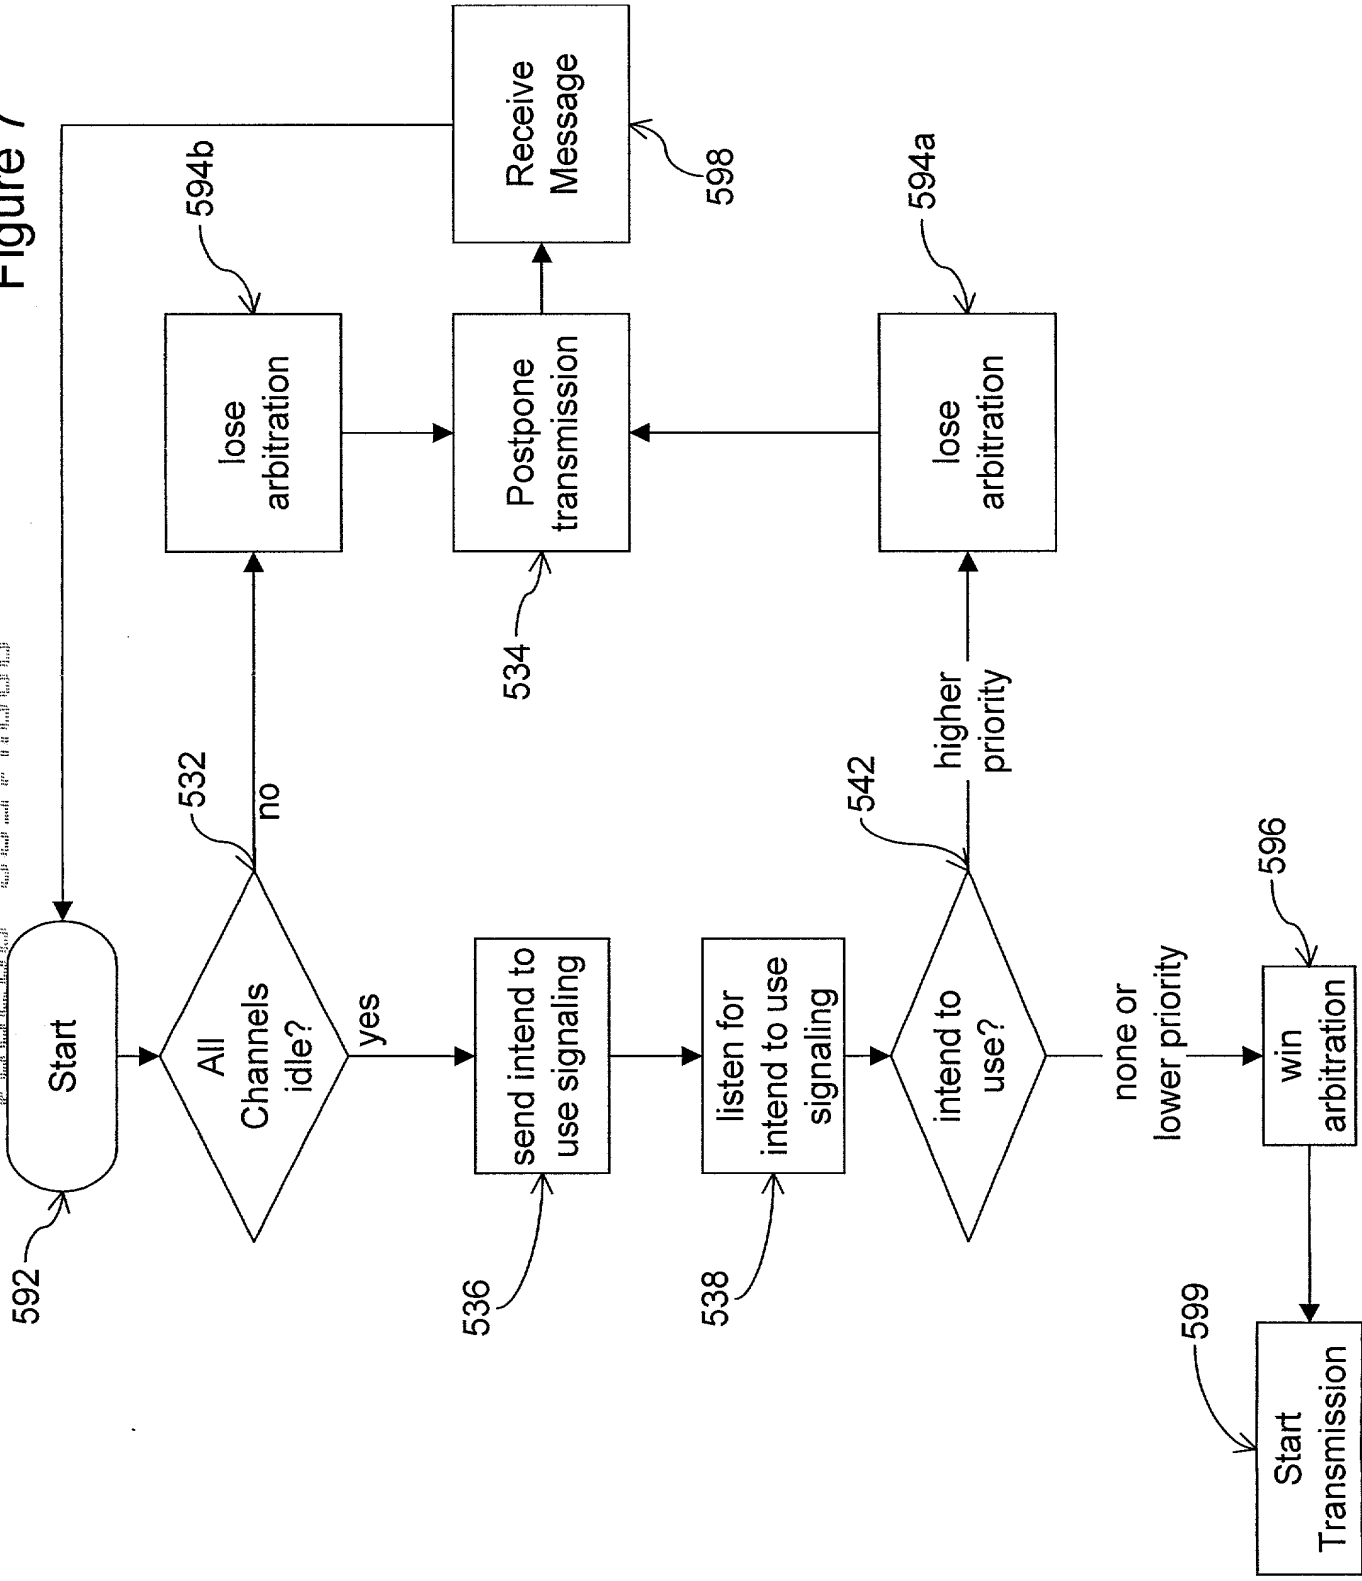 Figure 7
592
Start
All
Channels
idle?
532
no
yes
lose
arbitration
594b
536
send intend to
use signaling
534
Postpone
transmission
Receive
Message
598
538
listen for
intend to use
signaling
intend to
use?
542
higher
priority
lose
arbitration
594a
none or
lower priority
win
arbitration
596
599
Start
Transmission